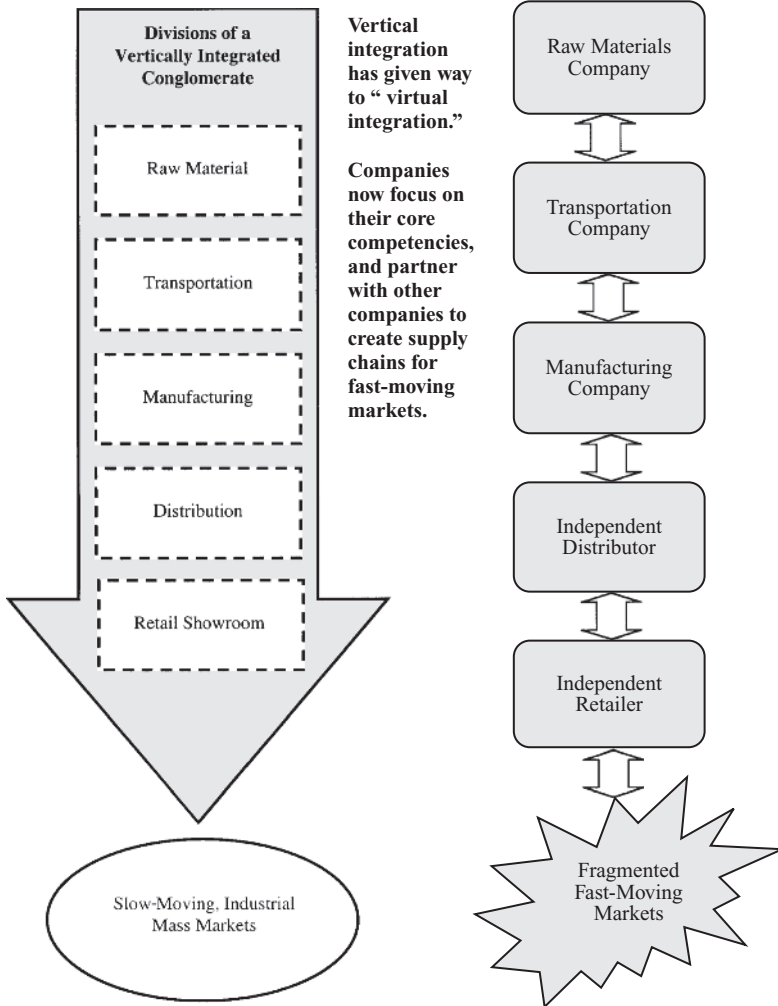 Divisions of a
Vertically Integrated
Conglomerate
Raw Material
Transportation
Manufacturing
Distribution
Retail Showroom
Slow-Moving, Industrial
Mass Markets
Vertical
integration
has given way
to “ virtual
integration.”
Companies
now focus on
their core
competencies,
and partner
with other
companies to
create supply
chains for
fast-moving
markets.
Raw Materials
Company
Transportation
Company
Manufacturing
Company
Independent
Distributor
Independent
Retailer
Fragmented
Fast-Moving
Markets